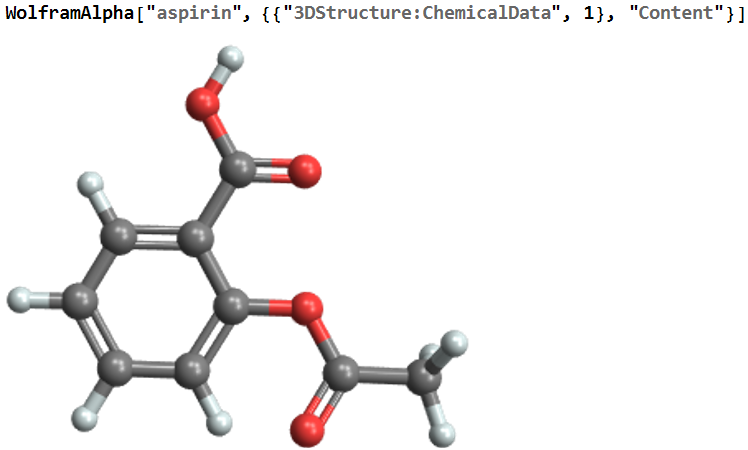 WolframAlpha["aspirin", {{"3DStructure:ChemicalData", 1}, "Content"}]